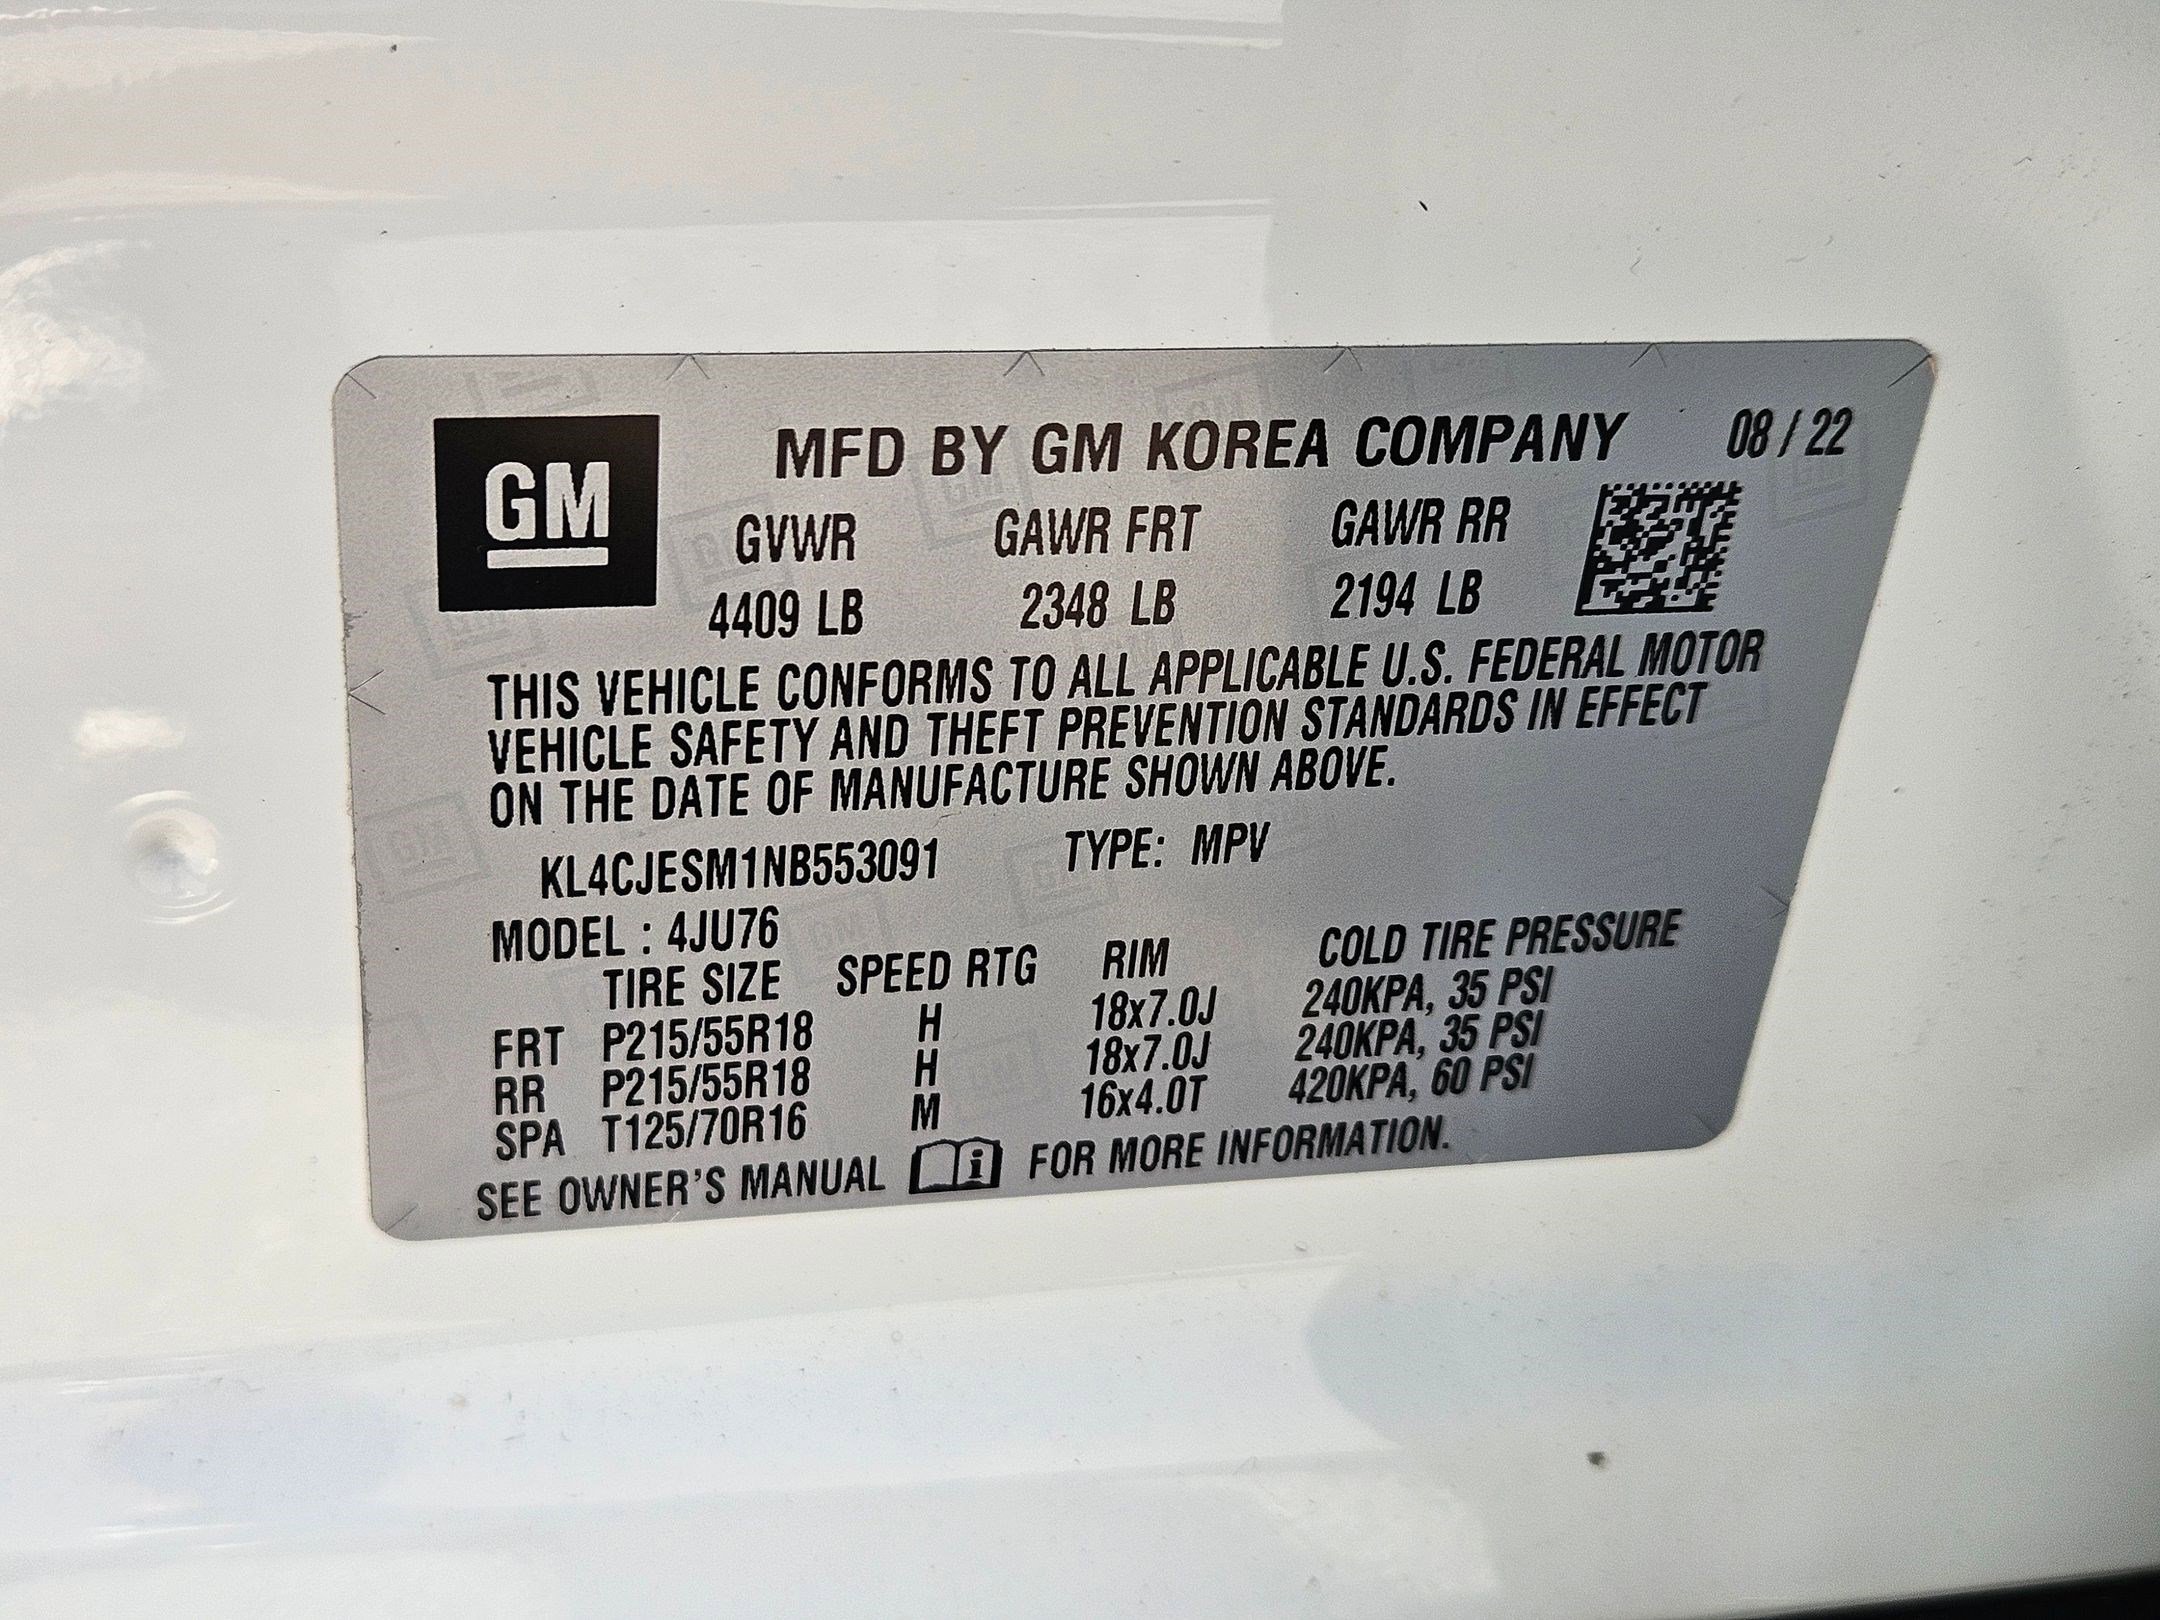 GM
MFD BY GM KOREA COMPANY 08 / 22
GVWR GAWR FRT GAWR RR
4409 LB 2348 LB 2194 LB
THIS VEHICLE CONFORMS TO ALL APPLICABLE U.S. FEDERAL MOTOR
VEHICLE SAFETY AND THEFT PREVENTION STANDARDS IN EFFECT
ON THE DATE OF MANUFACTURE SHOWN ABOVE.
KL4CJESM1NB553091 TYPE: MPV
MODEL : 4JU76
TIRE SIZE SPEED RTG RIM COLD TIRE PRESSURE
FRT P215/55R18 H 18x7.0J 240KPA, 35 PSI
RR P215/55R18 H 18x7.0J 240KPA, 35 PSI
SPA T125/70R16 M 16x4.0T 420KPA, 60 PSI
SEE OWNER'S MANUAL i FOR MORE INFORMATION.